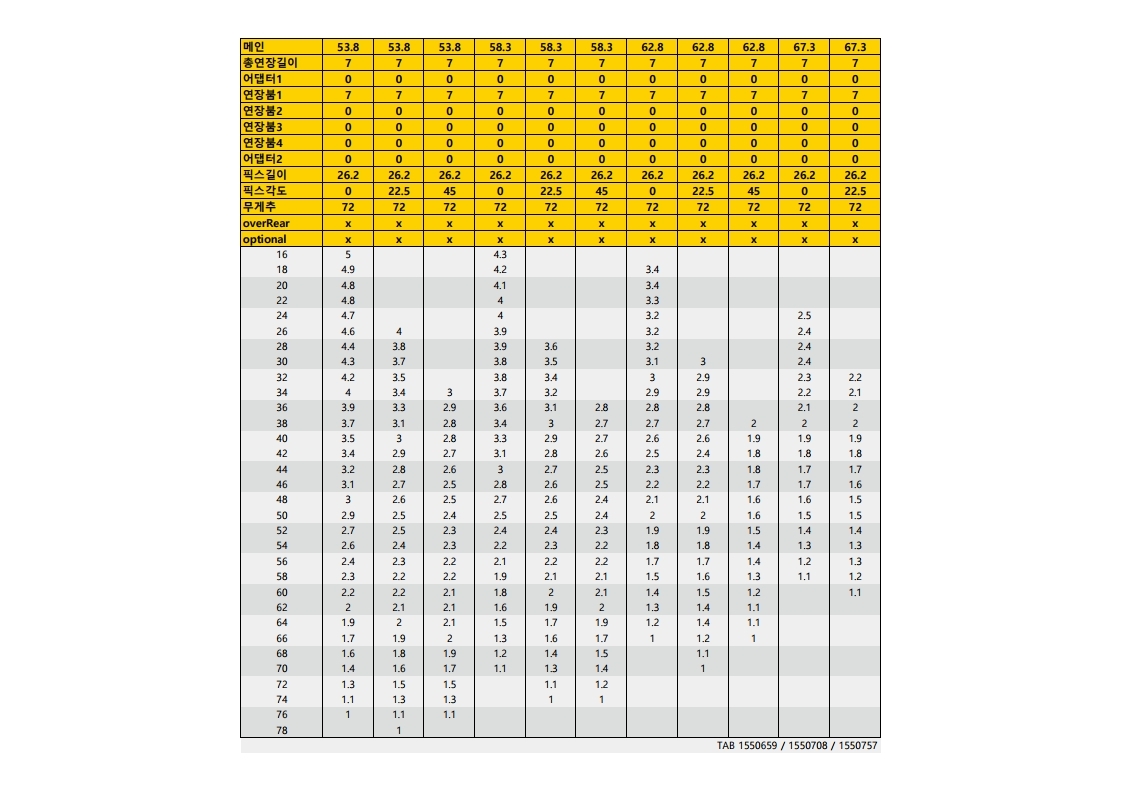 메인 53.8 53.8 53.8 58.3 58.3 58.3 62.8 62.8 62.8 67.3 67.3
총연장길이 7 7 7 7 7 7 7 7 7 7 7
어댑터1 0 0 0 0 0 0 0 0 0 0 0
연장붐1 7 7 7 7 7 7 7 7 7 7 7
연장붐2 0 0 0 0 0 0 0 0 0 0 0
연장붐3 0 0 0 0 0 0 0 0 0 0 0
연장붐4 0 0 0 0 0 0 0 0 0 0 0
어댑터2 0 0 0 0 0 0 0 0 0 0 0
픽스길이 26.2 26.2 26.2 26.2 26.2 26.2 26.2 26.2 26.2 26.2 26.2
픽스각도 0 22.5 45 0 22.5 45 0 22.5 45 0 22.5
무게추 72 72 72 72 72 72 72 72 72 72 72
overRear x x x x x x x x x x x
optional x x x x x x x x x x x
16 5 4.3
18 4.9 4.2 3.4
20 4.8 4.1 3.4
22 4.8 4 3.3
24 4.7 4 3.2 2.5
26 4.6 4 3.9 3.2 2.4
28 4.4 3.8 3.9 3.6 3.2 2.4
30 4.3 3.7 3.8 3.5 3.1 3 2.4
32 4.2 3.5 3.8 3.4 3 2.9 2.3 2.2
34 4 3.4 3 3.7 3.2 2.9 2.9 2.2 2.1
36 3.9 3.3 2.9 3.6 3.1 2.8 2.8 2.8 2.1 2
38 3.7 3.1 2.8 3.4 3 2.7 2.7 2.7 2 2 2
40 3.5 3 2.8 3.3 2.9 2.7 2.6 2.6 1.9 1.9 1.9
42 3.4 2.9 2.7 3.1 2.8 2.6 2.5 2.4 1.8 1.8 1.8
44 3.2 2.8 2.6 3 2.7 2.5 2.3 2.3 1.8 1.7 1.7
46 3.1 2.7 2.5 2.8 2.6 2.5 2.2 2.2 1.7 1.7 1.6
48 3 2.6 2.5 2.7 2.6 2.4 2.1 2.1 1.6 1.6 1.5
50 2.9 2.5 2.4 2.5 2.5 2.4 2 2 1.6 1.5 1.5
52 2.7 2.5 2.3 2.4 2.4 2.3 1.9 1.9 1.5 1.4 1.4
54 2.6 2.4 2.3 2.2 2.3 2.2 1.8 1.8 1.4 1.3 1.3
56 2.4 2.3 2.2 2.1 2.2 2.2 1.7 1.7 1.4 1.2 1.3
58 2.3 2.2 2.2 1.9 2.1 2.1 1.5 1.6 1.3 1.1 1.2
60 2.2 2.2 2.1 1.8 2 2.1 1.4 1.5 1.2 1.1
62 2 2.1 2.1 1.6 1.9 2 1.3 1.4 1.1
64 1.9 2 2.1 1.5 1.7 1.9 1.2 1.4 1.1
66 1.7 1.9 2 1.3 1.6 1.7 1 1.2 1
68 1.6 1.8 1.9 1.2 1.4 1.5 1.1
70 1.4 1.6 1.7 1.1 1.3 1.4 1
72 1.3 1.5 1.5 1.1 1.2
74 1.1 1.3 1.3 1 1
76 1 1.1 1.1
78 1
TAB 1550659 / 1550708 / 1550757